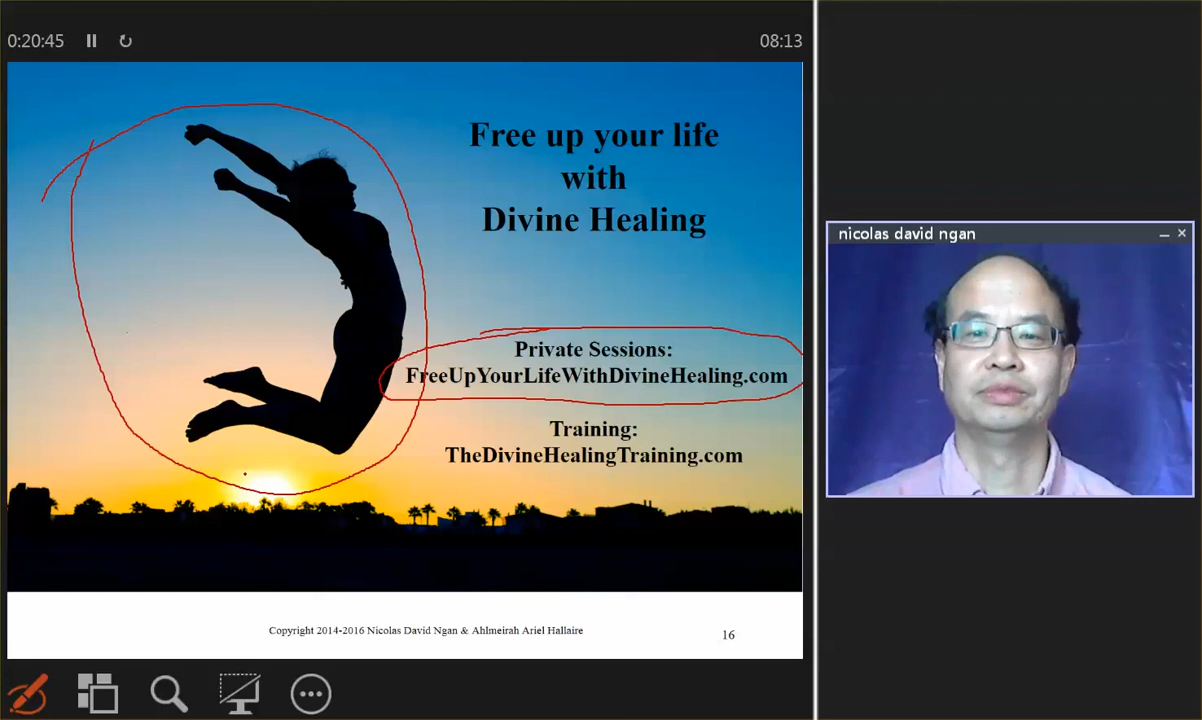 0:20:45
08:13
Free up your life
with
Divine Healing
Private Sessions:
FreeUpYourLifeWithDivineHealing.com
Training:
TheDivineHealingTraining.com
Copyright 2014-2016 Nicolas David Ngan & Ahlmeirah Ariel Hallaire
16
nicolas david ngan